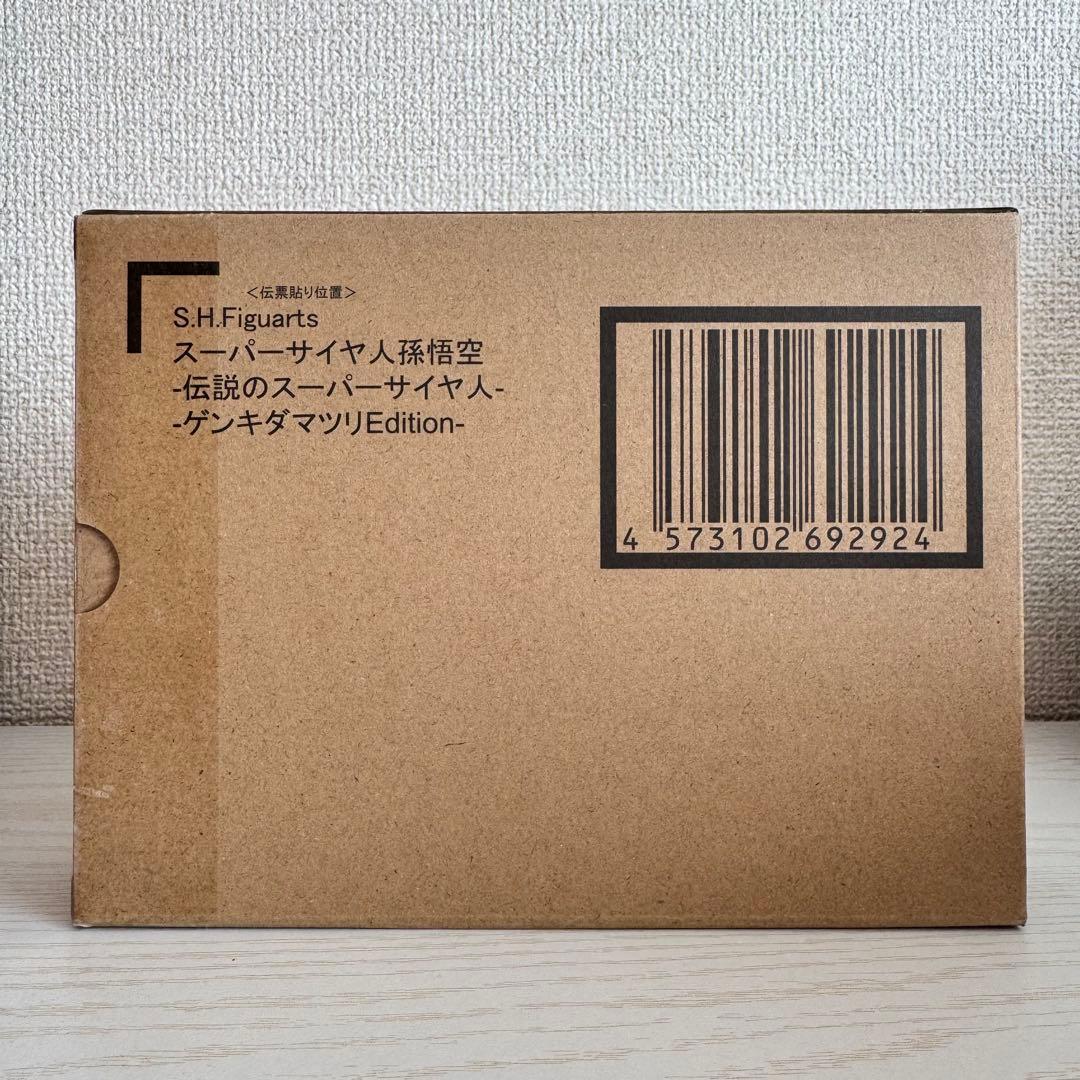 ＜伝票貼り位置＞
S.H.Figuarts
スーパーサイヤ人孫悟空
-伝説のスーパーサイヤ人-
-ゲンキダマツリEdition-
4 573102 692924